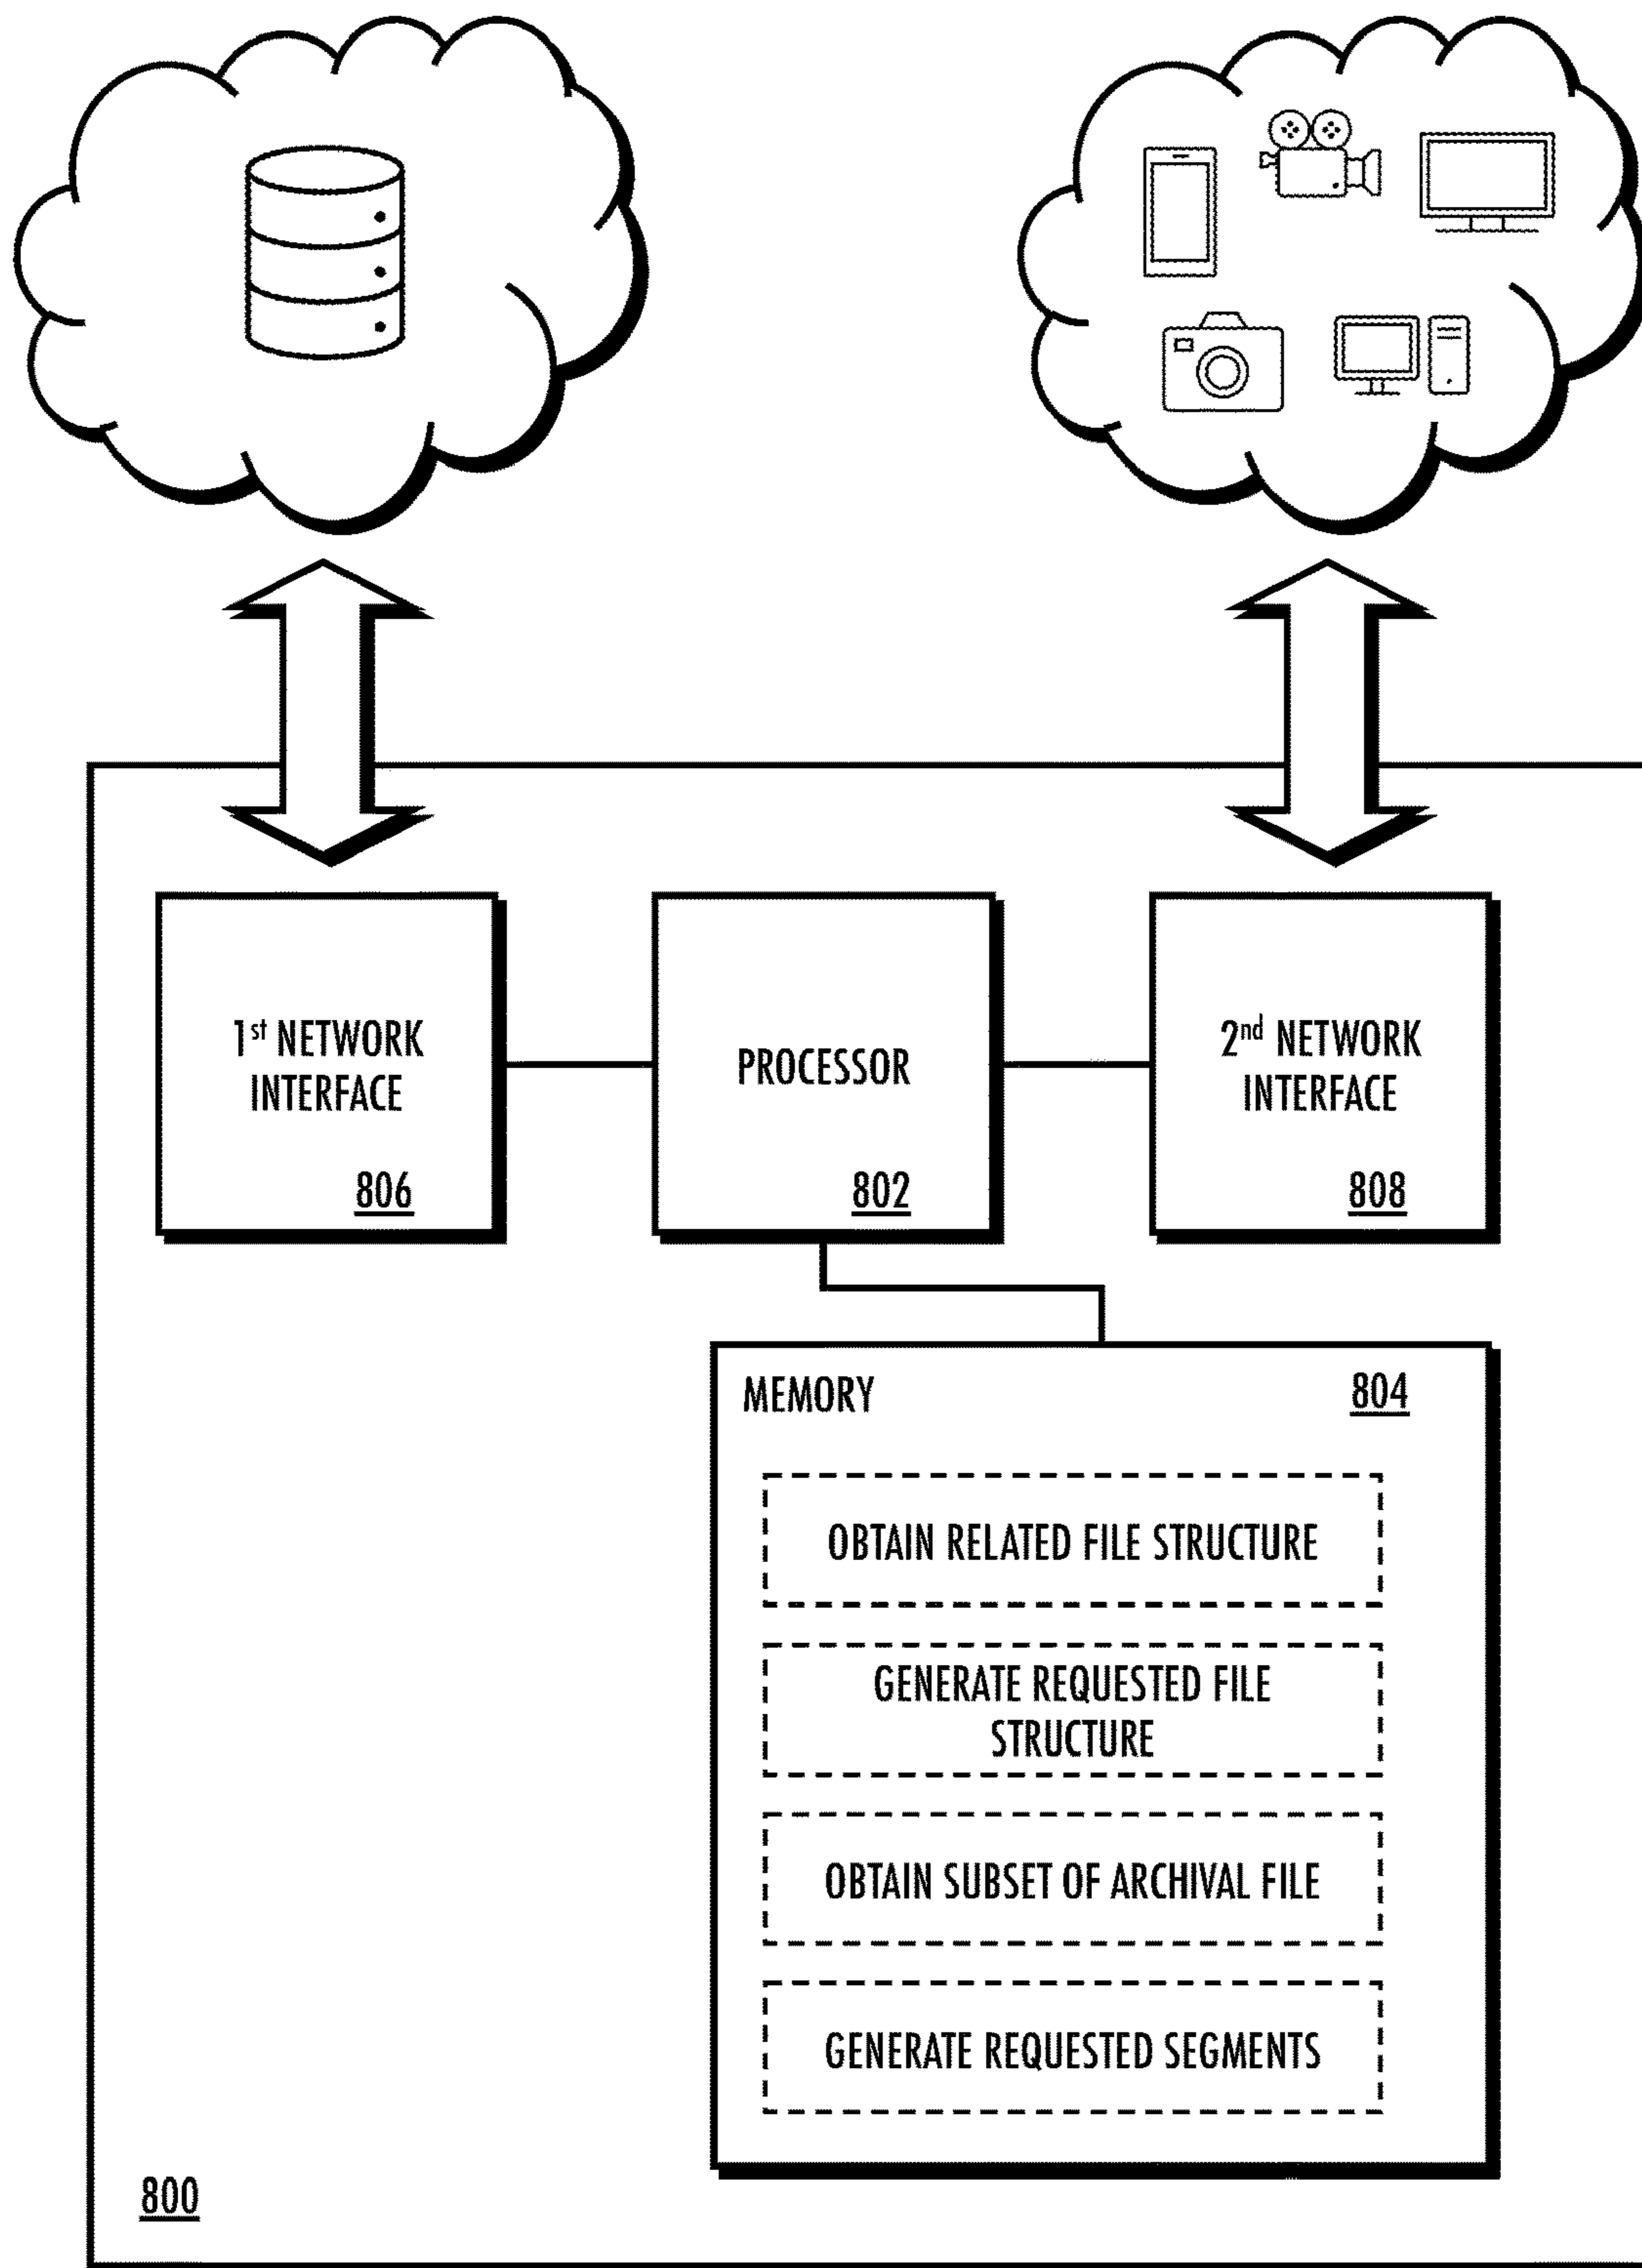 1st NETWORK
INTERFACE
806
PROCESSOR
802
2nd NETWORK
INTERFACE
808
MEMORY
804
OBTAIN RELATED FILE STRUCTURE
GENERATE REQUESTED FILE
STRUCTURE
OBTAIN SUBSET OF ARCHIVAL FILE
GENERATE REQUESTED SEGMENTS
800